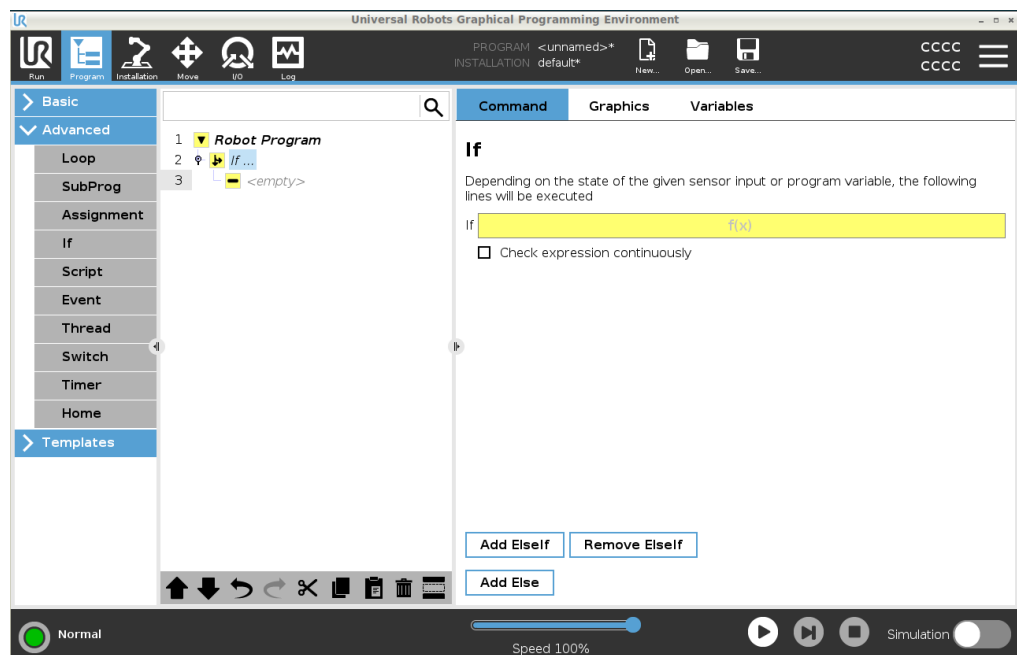 Universal Robots Graphical Programming Environment
UR
Run
Program
Installation
Move
I/O
Log
PROGRAM <unnamed>*
INSTALLATION default*
New...
Open...
Save...
CCCC
CCCC
Basic
Advanced
Loop
SubProg
Assignment
If
Script
Event
Thread
Switch
Timer
Home
Templates
1 Robot Program
2 If ...
3 <empty>
Command Graphics Variables
If
Depending on the state of the given sensor input or program variable, the following
lines will be executed
If f(x)
Check expression continuously
Add ElseIf Remove ElseIf
Add Else
Normal
Speed 100%
Simulation